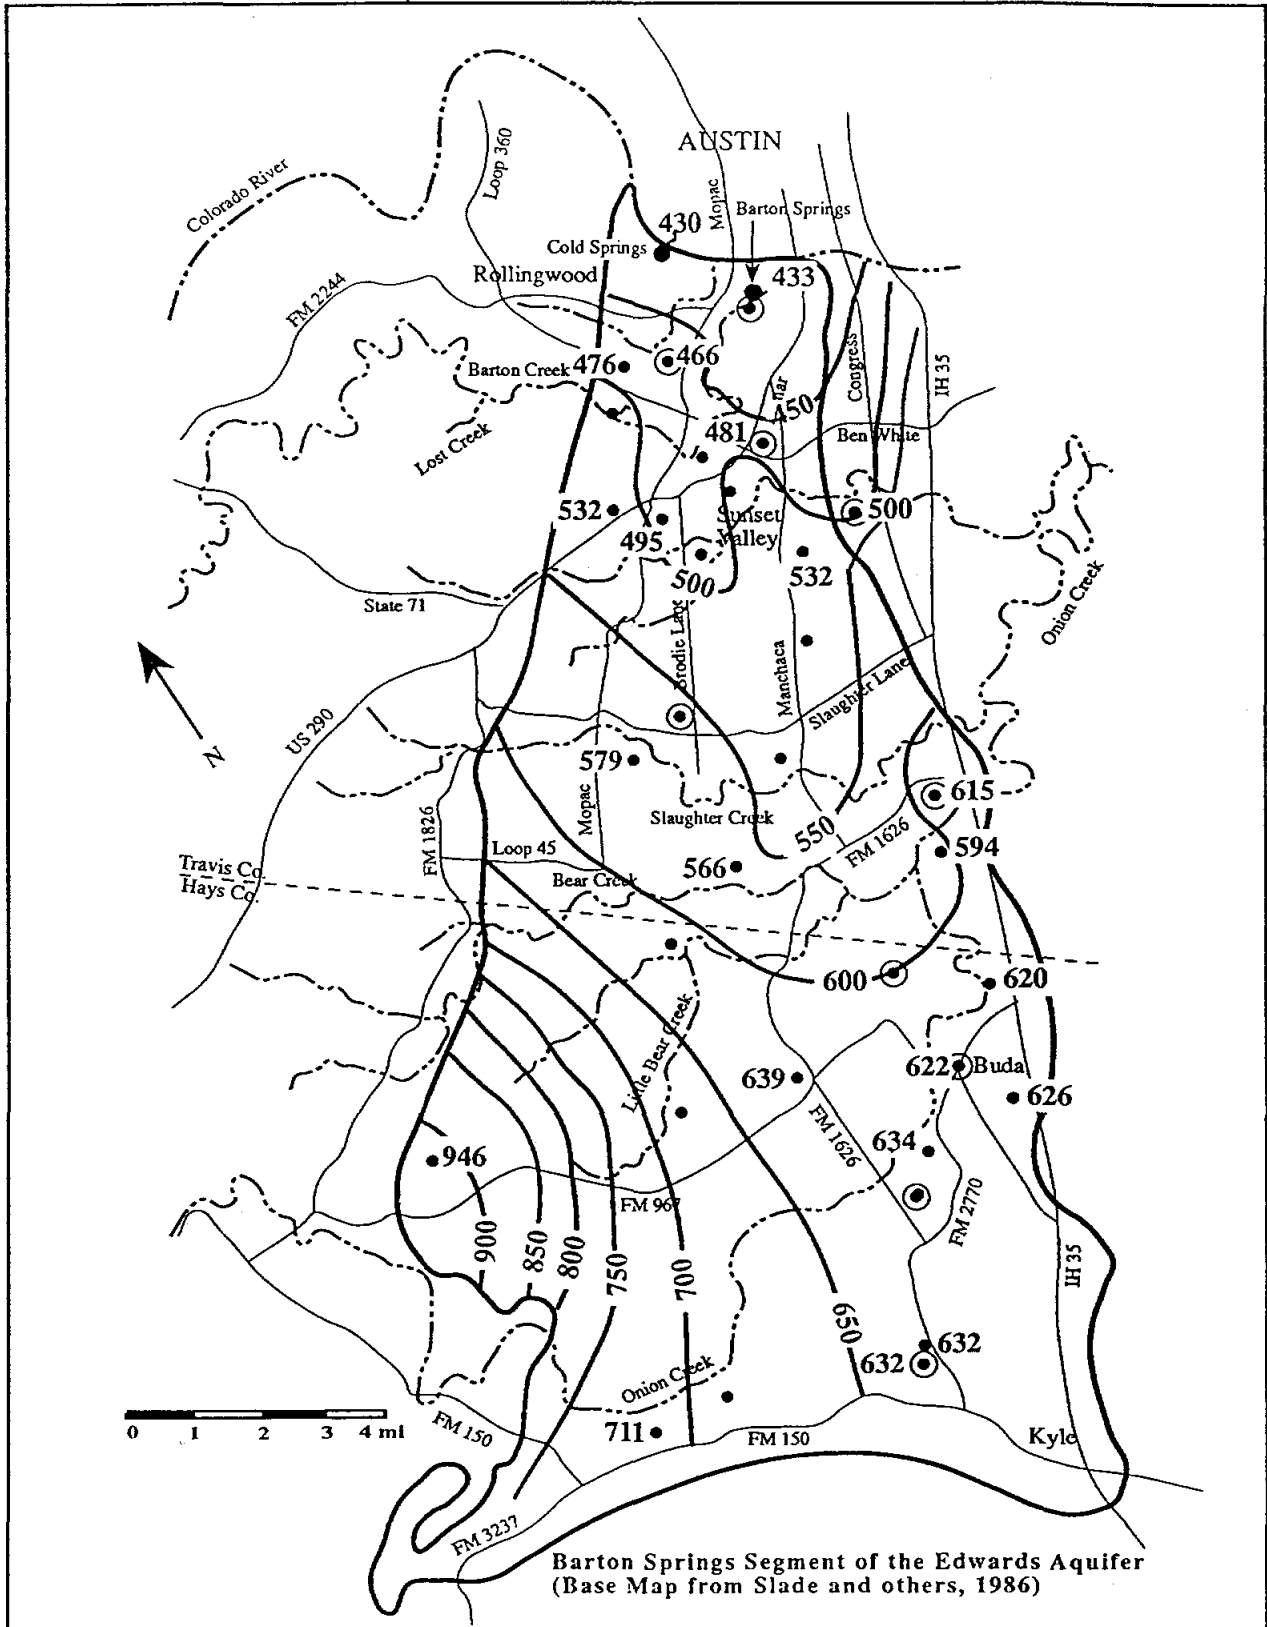 AUSTIN
Colorado River
Loop 360
Mopac
Barton Springs
430
Cold Springs
Rollingwood
433
FM 2244
Barton Creek
476
466
Congress
IH 35
450
Lost Creek
481
Ben White
532
495
Sunset
Valley
500
500
532
State 71
Onion Creek
Brodie Lane
Manchaca
Slaughter Lane
US 290
N
579
615
Mopac
Slaughter Creek
550
FM 1626
594
FM 1826
Loop 45
Travis Co.
Hays Co.
Bear Creek
566
600
620
Little Bear Creek
639
622
Buda
626
FM 1626
634
946
FM 967
FM 2770
900
850
800
750
700
650
IH 35
632
632
Onion Creek
0 1 2 3 4 mi
FM 150
711
FM 150
Kyle
FM 3237
Barton Springs Segment of the Edwards Aquifer
(Base Map from Slade and others, 1986)